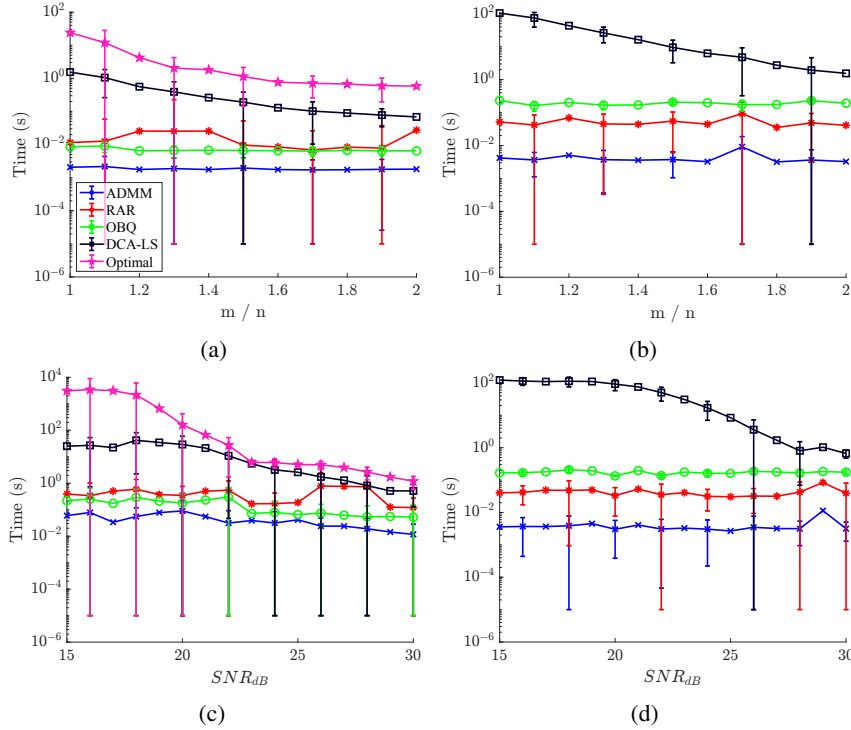 10^2
10^0
10^-2
10^-4
10^-6
Time (s)
ADMM
RAR
OBQ
DCA-LS
Optimal
1 1.2 1.4 1.6 1.8 2
m / n
(a)
10^2
10^0
10^-2
10^-4
10^-6
Time (s)
1 1.2 1.4 1.6 1.8 2
m / n
(b)
10^4
10^2
10^0
10^-2
10^-4
10^-6
Time (s)
15 20 25 30
SNR_dB
(c)
10^2
10^0
10^-2
10^-4
10^-6
Time (s)
15 20 25 30
SNR_dB
(d)